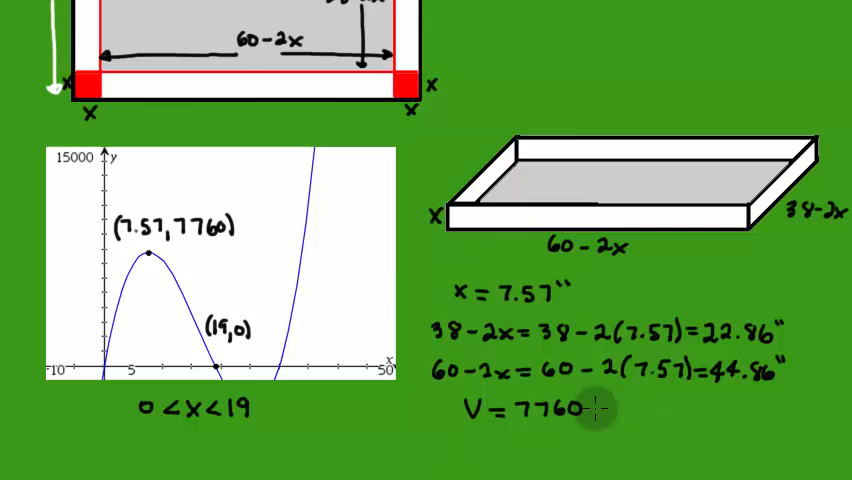 60-2x
x
x
x
x
15000
y
(7.57,7760)
(19,0)
-10
5
x
50
0<x<19
x
38-2x
60-2x
x = 7.57"
38-2x = 38-2(7.57) = 22.86"
60-2x = 60-2(7.57) = 44.86"
V = 7760